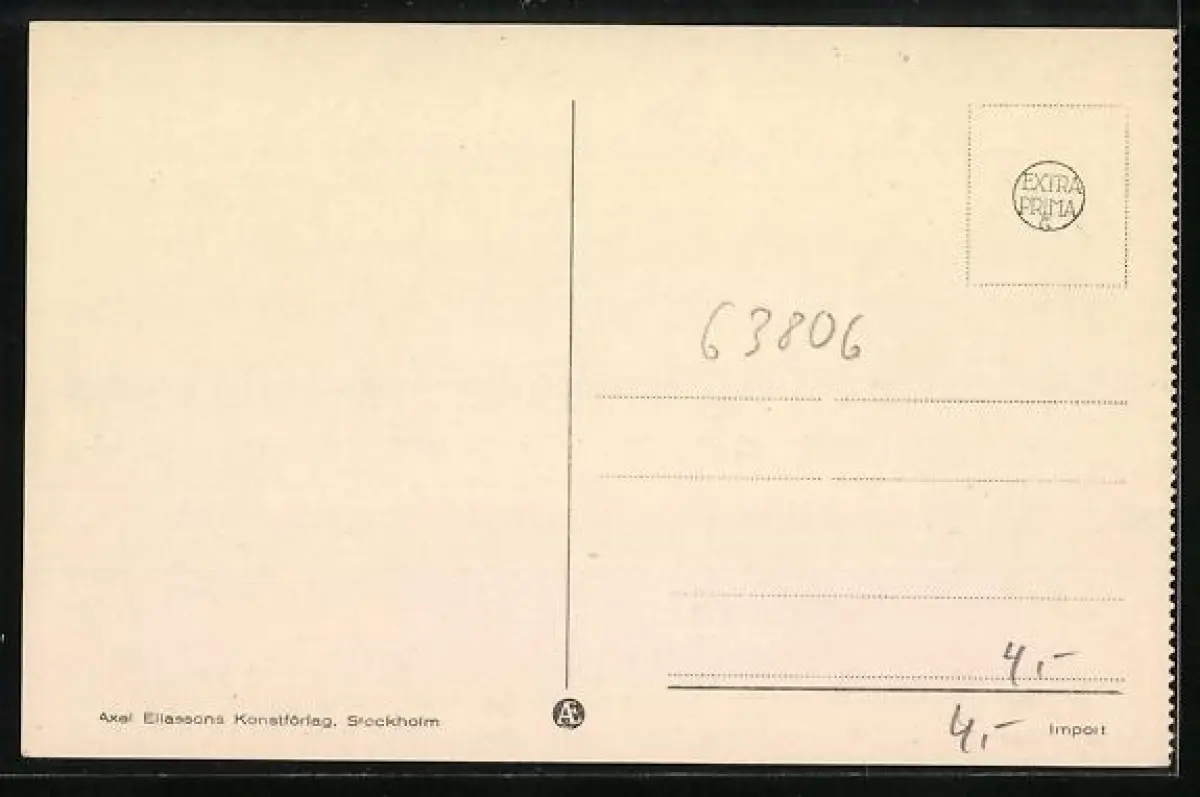 EXTRA
PRIMA
G
63806
4,-
Axel Eliassons Konstförlag. Stockholm
4,-
Import